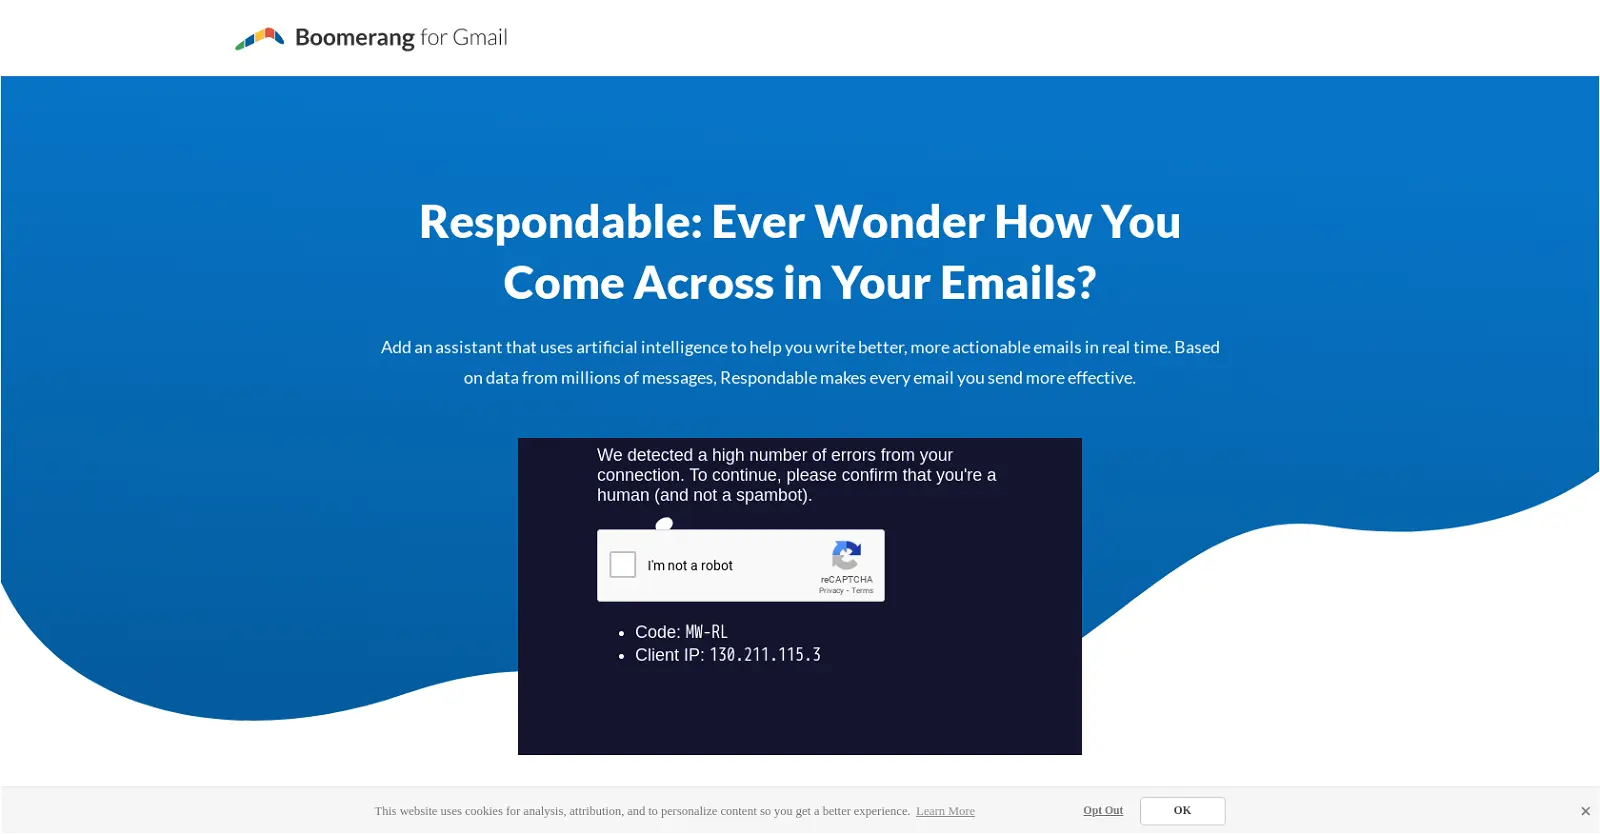 Boomerang for Gmail
Respondable: Ever Wonder How You
Come Across in Your Emails?
Add an assistant that uses artificial intelligence to help you write better, more actionable emails in real time. Based
on data from millions of messages, Respondable makes every email you send more effective.
We detected a high number of errors from your
connection. To continue, please confirm that you're a
human (and not a spambot).
I'm not a robot
reCAPTCHA
Privacy - Terms
• Code: MW-RL
• Client IP: 130.211.115.3
This website uses cookies for analysis, attribution, and to personalize content so you get a better experience. Learn More
Opt Out
OK
×